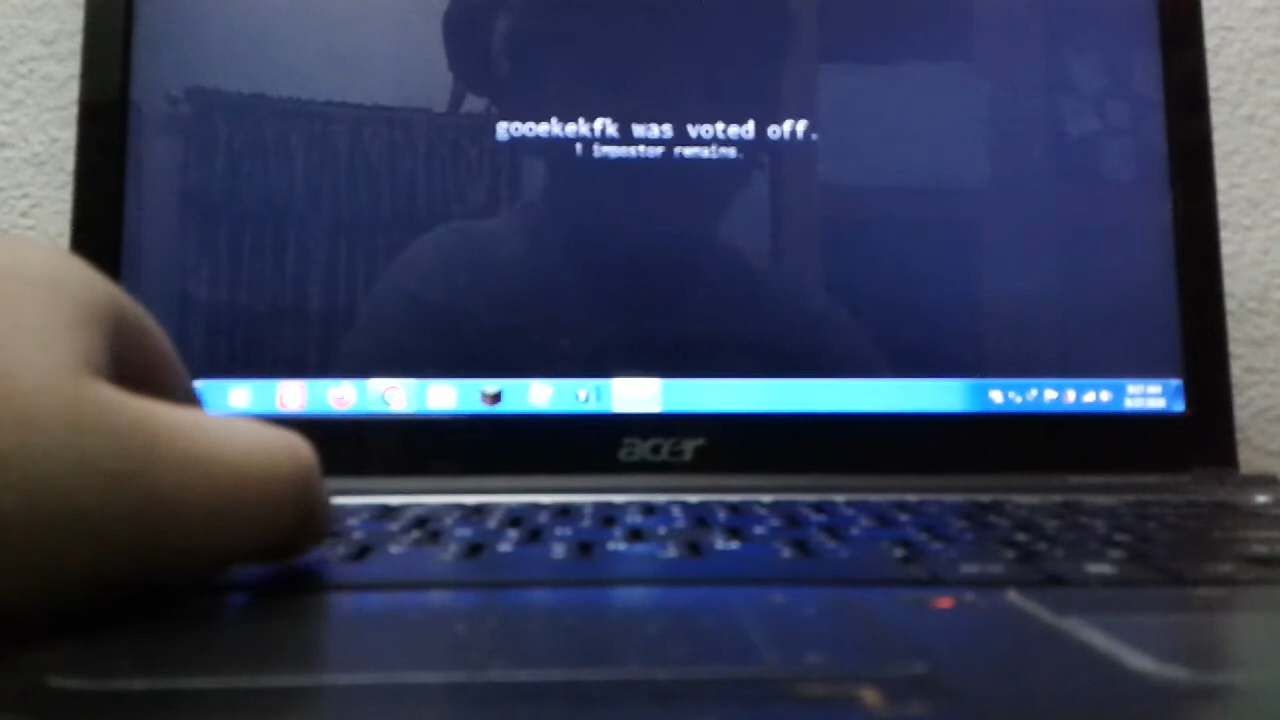 gooekekfk was voted off.
1 impostor remains.
acer